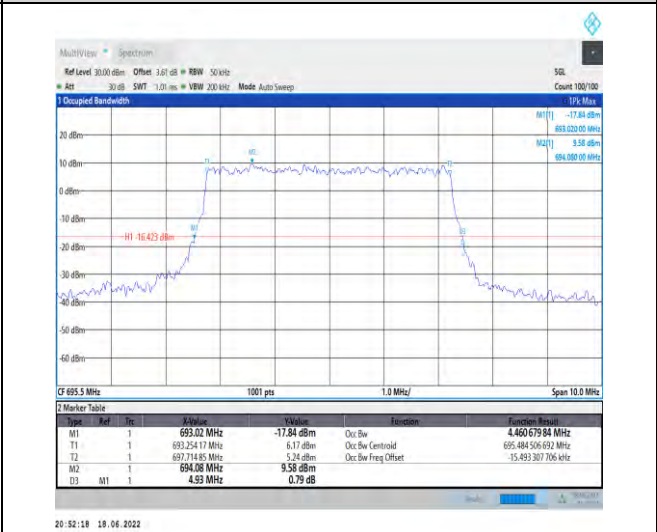 MultiView Spectrum
Ref Level 30.00 dBm Offset 3.61 dB RBW 50 kHz SGL
Att 30 dB SWT 1.01 ms VBW 200 kHz Mode Auto Sweep Count 100/100
1 Occupied Bandwidth 1Pk Max
M1[1] -17.84 dBm
693.020 00 MHz
M2[1] 9.58 dBm
694.080 00 MHz
20 dBm
10 dBm
0 dBm
-10 dBm
H1 -16.423 dBm
-20 dBm
-30 dBm
-40 dBm
-50 dBm
-60 dBm
T1
M2
T2
M1
D3
CF 695.5 MHz 1001 pts 1.0 MHz/ Span 10.0 MHz
2 Marker Table
Type Ref Trc X-Value Y-Value Function Function Result
M1 1 693.02 MHz -17.84 dBm Occ Bw 4.460 679 84 MHz
T1 1 693.254 17 MHz 6.17 dBm Occ Bw Centroid 695.484 506 692 MHz
T2 1 697.714 85 MHz 5.24 dBm Occ Bw Freq Offset -15.493 307 706 kHz
M2 1 694.08 MHz 9.58 dBm
D3 M1 1 4.93 MHz 0.79 dB
20:52:18 18.06.2022